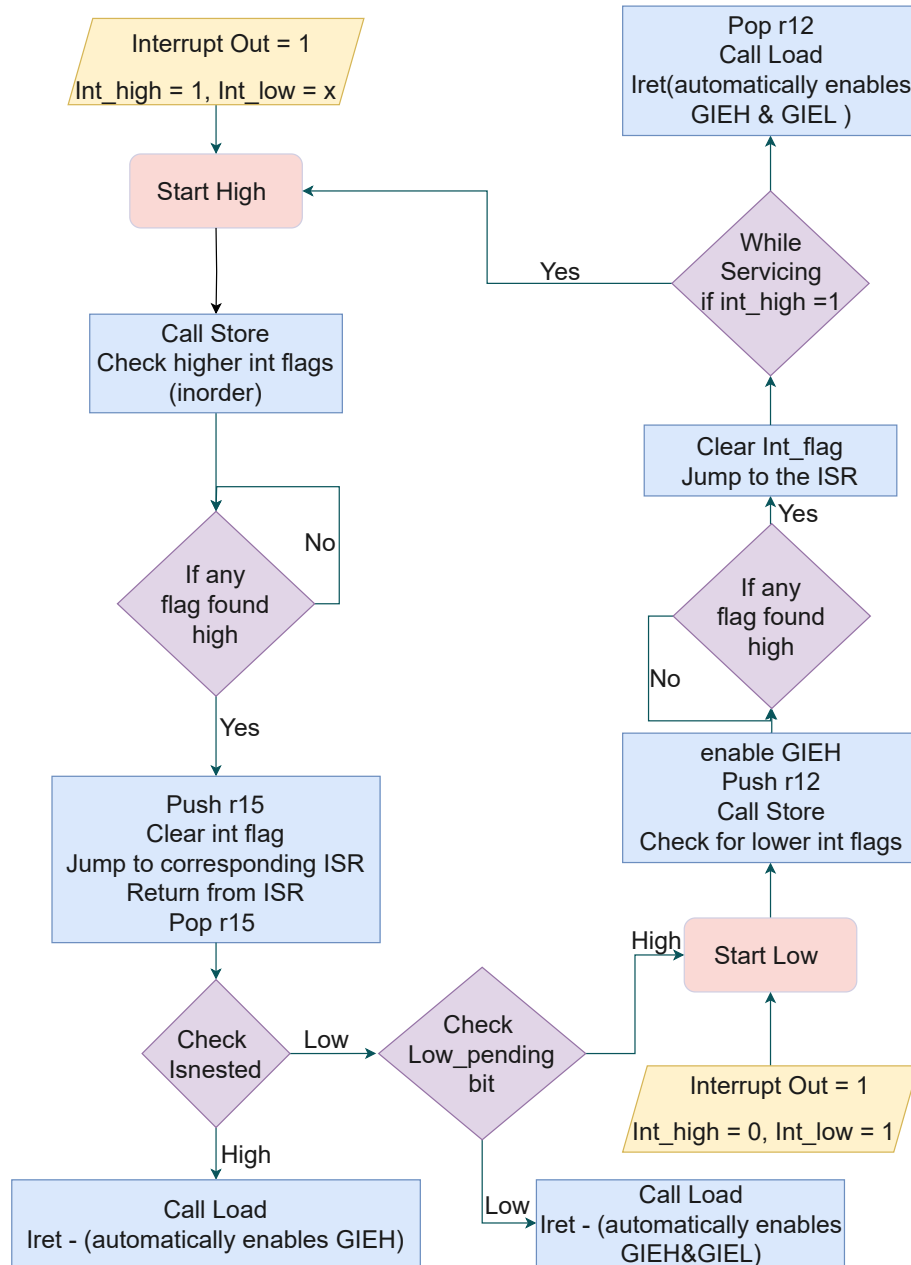 Interrupt Out = 1
Int_high = 1, Int_low = x
Start High
Call Store
Check higher int flags
(inorder)
No
If any
flag found
high
Yes
Push r15
Clear int flag
Jump to corresponding ISR
Return from ISR
Pop r15
Check
Isnested
Low
High
Call Load
Iret - (automatically enables GIEH)
Check
Low_pending
bit
High
Low
Call Load
Iret - (automatically enables
GIEH&GIEL)
Interrupt Out = 1
Int_high = 0, Int_low = 1
Start Low
enable GIEH
Push r12
Call Store
Check for lower int flags
No
If any
flag found
high
Yes
Clear Int_flag
Jump to the ISR
While
Servicing
if int_high =1
Yes
Pop r12
Call Load
Iret(automatically enables
GIEH & GIEL )